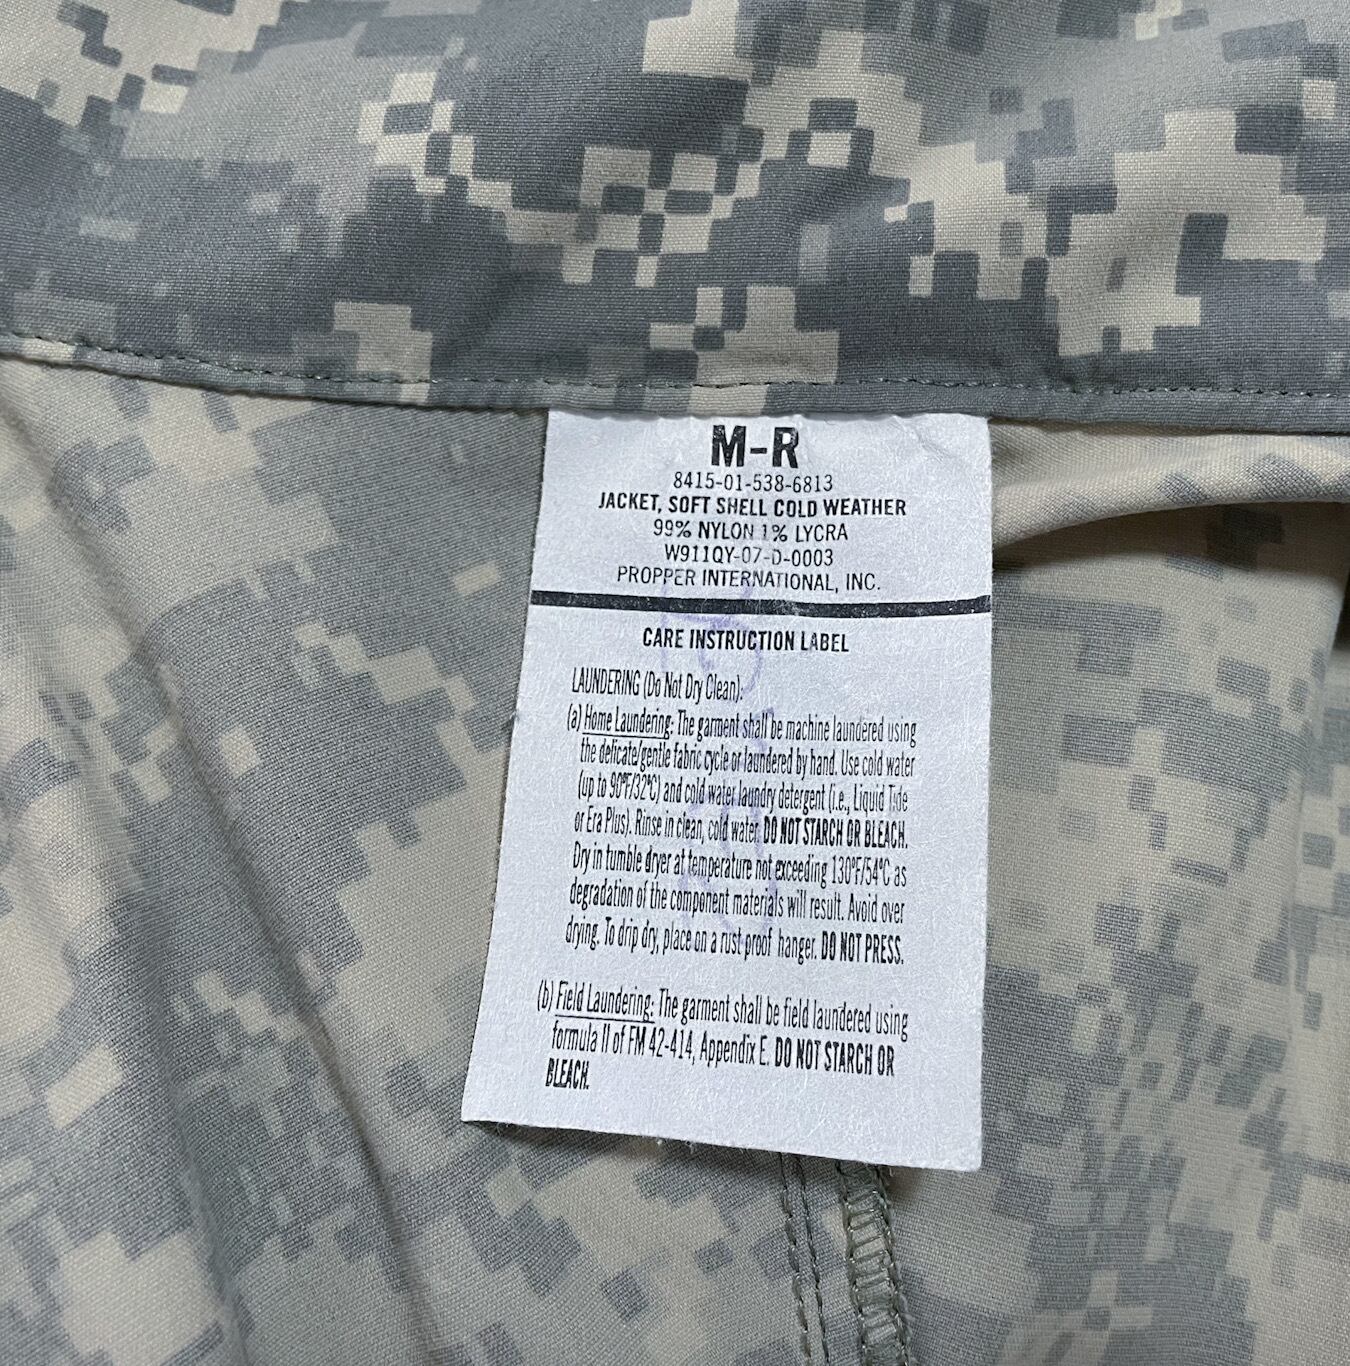 M-R
8415-01-538-6813
JACKET, SOFT SHELL COLD WEATHER
99% NYLON 1% LYCRA
W911QY-07-D-0003
PROPPER INTERNATIONAL, INC.
CARE INSTRUCTION LABEL
LAUNDERING (Do Not Dry Clean):
(a) Home Laundering: The garment shall be machine laundered using
the delicate/gentle fabric cycle or laundered by hand. Use cold water
(up to 90°F/32°C) and cold water laundry detergent (i.e., Liquid Tide
or Era Plus). Rinse in clean, cold water. DO NOT STARCH OR BLEACH.
Dry in tumble dryer at temperature not exceeding 130°F/54°C as
degradation of the component materials will result. Avoid over
drying. To drip dry, place on a rust proof hanger. DO NOT PRESS.
(b) Field Laundering: The garment shall be field laundered using
formula II of FM 42-414, Appendix E. DO NOT STARCH OR
BLEACH.